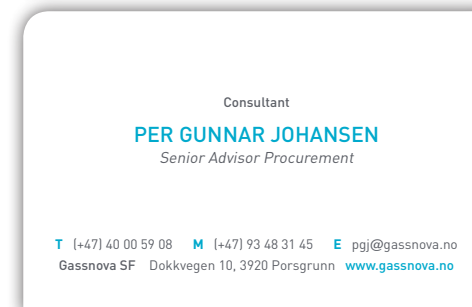 Consultant
PER GUNNAR JOHANSEN
Senior Advisor Procurement
T (+47) 40 00 59 08 M (+47) 93 48 31 45 E pgj@gassnova.no
Gassnova SF Dokkvegen 10, 3920 Porsgrunn www.gassnova.no